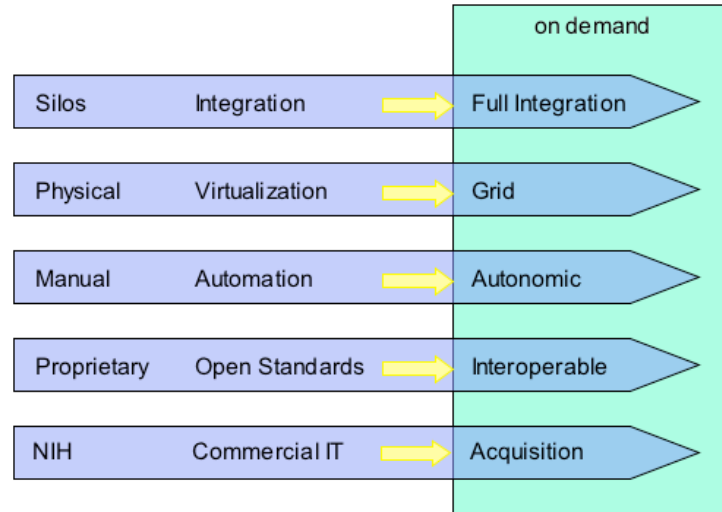 on demand
Silos Integration Full Integration
Physical Virtualization Grid
Manual Automation Autonomic
Proprietary Open Standards Interoperable
NIH Commercial IT Acquisition